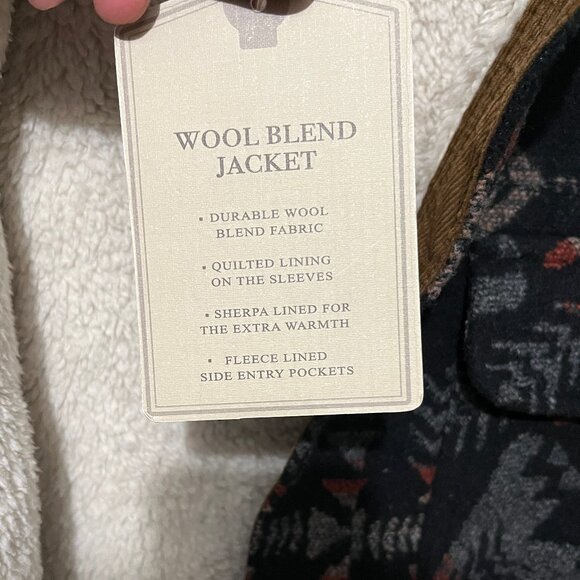 WOOL BLEND
JACKET
▪ DURABLE WOOL
BLEND FABRIC
▪ QUILTED LINING
ON THE SLEEVES
▪ SHERPA LINED FOR
THE EXTRA WARMTH
▪ FLEECE LINED
SIDE ENTRY POCKETS